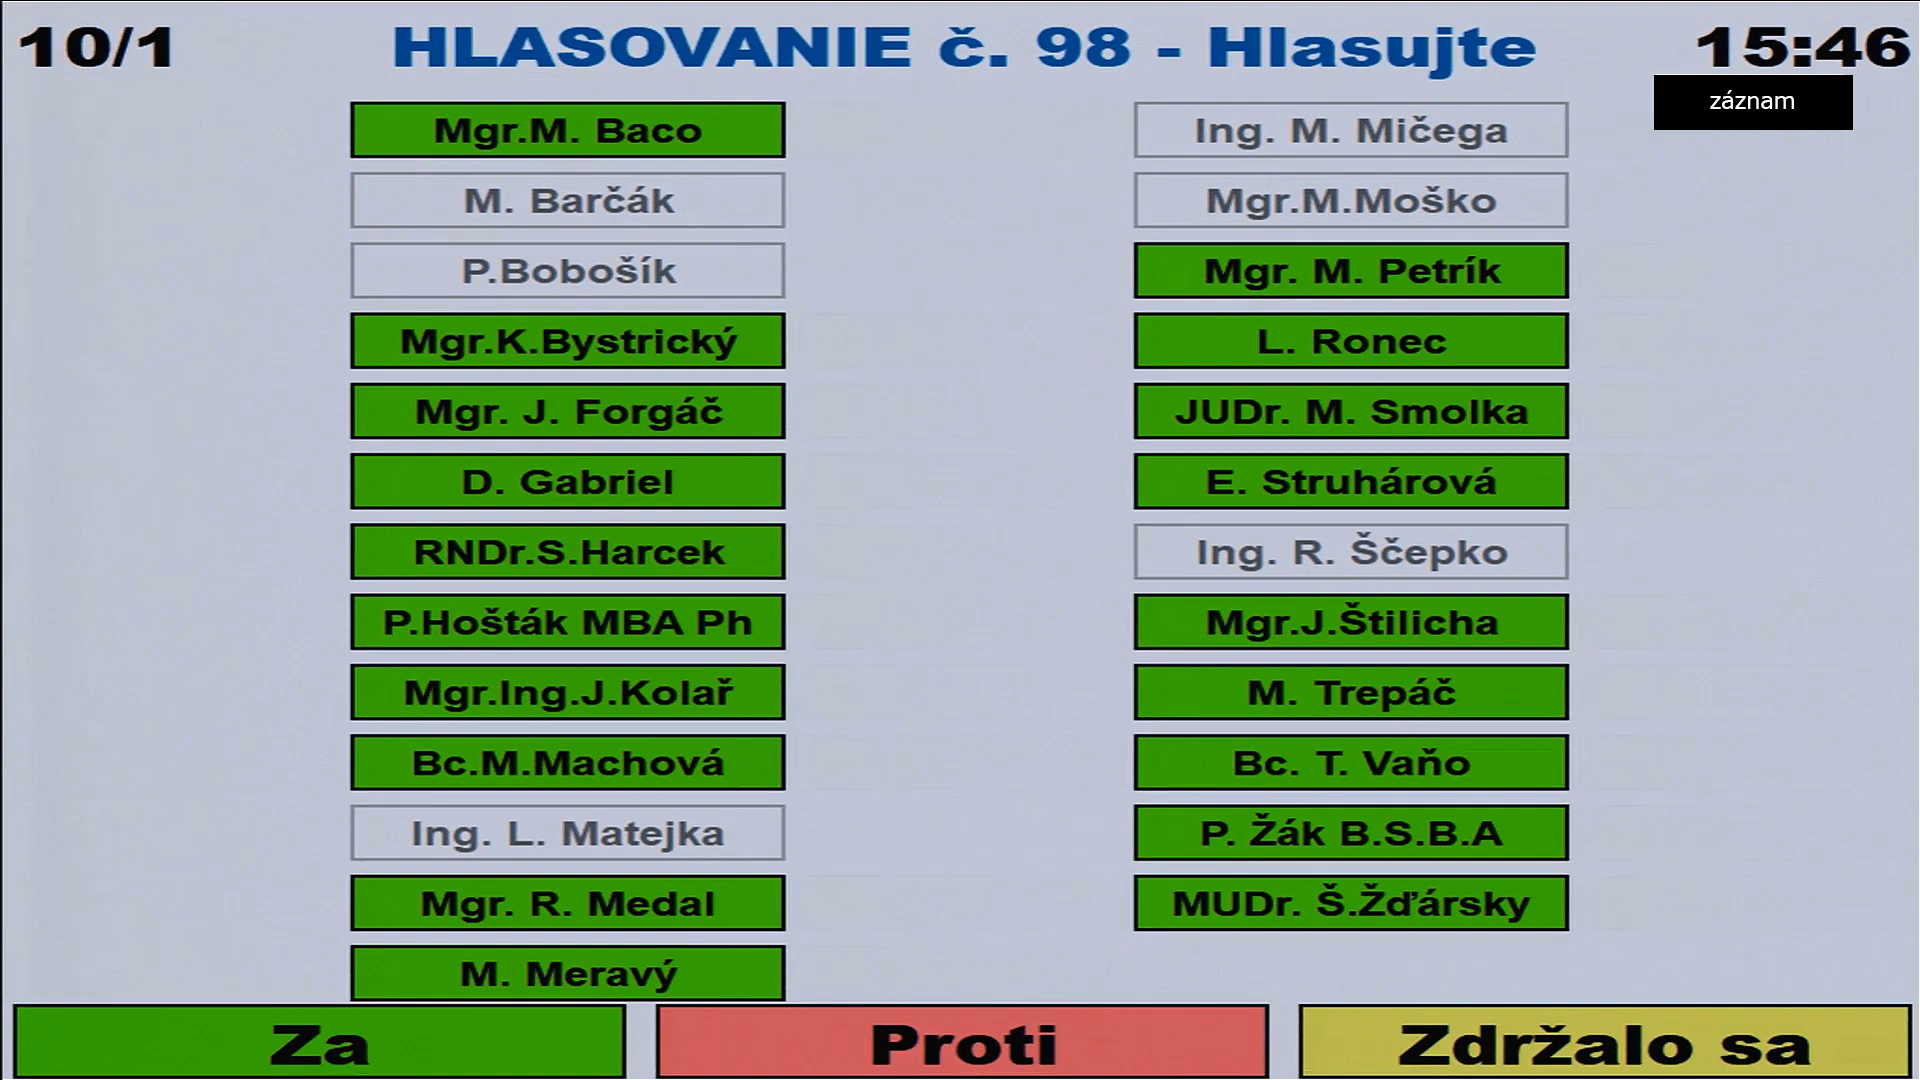 10/1 HLASOVANIE č. 98 - Hlasujte 15:46
záznam
Mgr.M. Baco
M. Barčák
P.Bobošík
Mgr.K.Bystrický
Mgr. J. Forgáč
D. Gabriel
RNDr.S.Harcek
P.Hošták MBA Ph
Mgr.Ing.J.Kolař
Bc.M.Machová
Ing. L. Matejka
Mgr. R. Medal
M. Meravý
Ing. M. Mičega
Mgr.M.Moško
Mgr. M. Petrík
L. Ronec
JUDr. M. Smolka
E. Struhárová
Ing. R. Ščepko
Mgr.J.Štilicha
M. Trepáč
Bc. T. Vaňo
P. Žák B.S.B.A
MUDr. Š.Žďársky
Za Proti Zdržalo sa